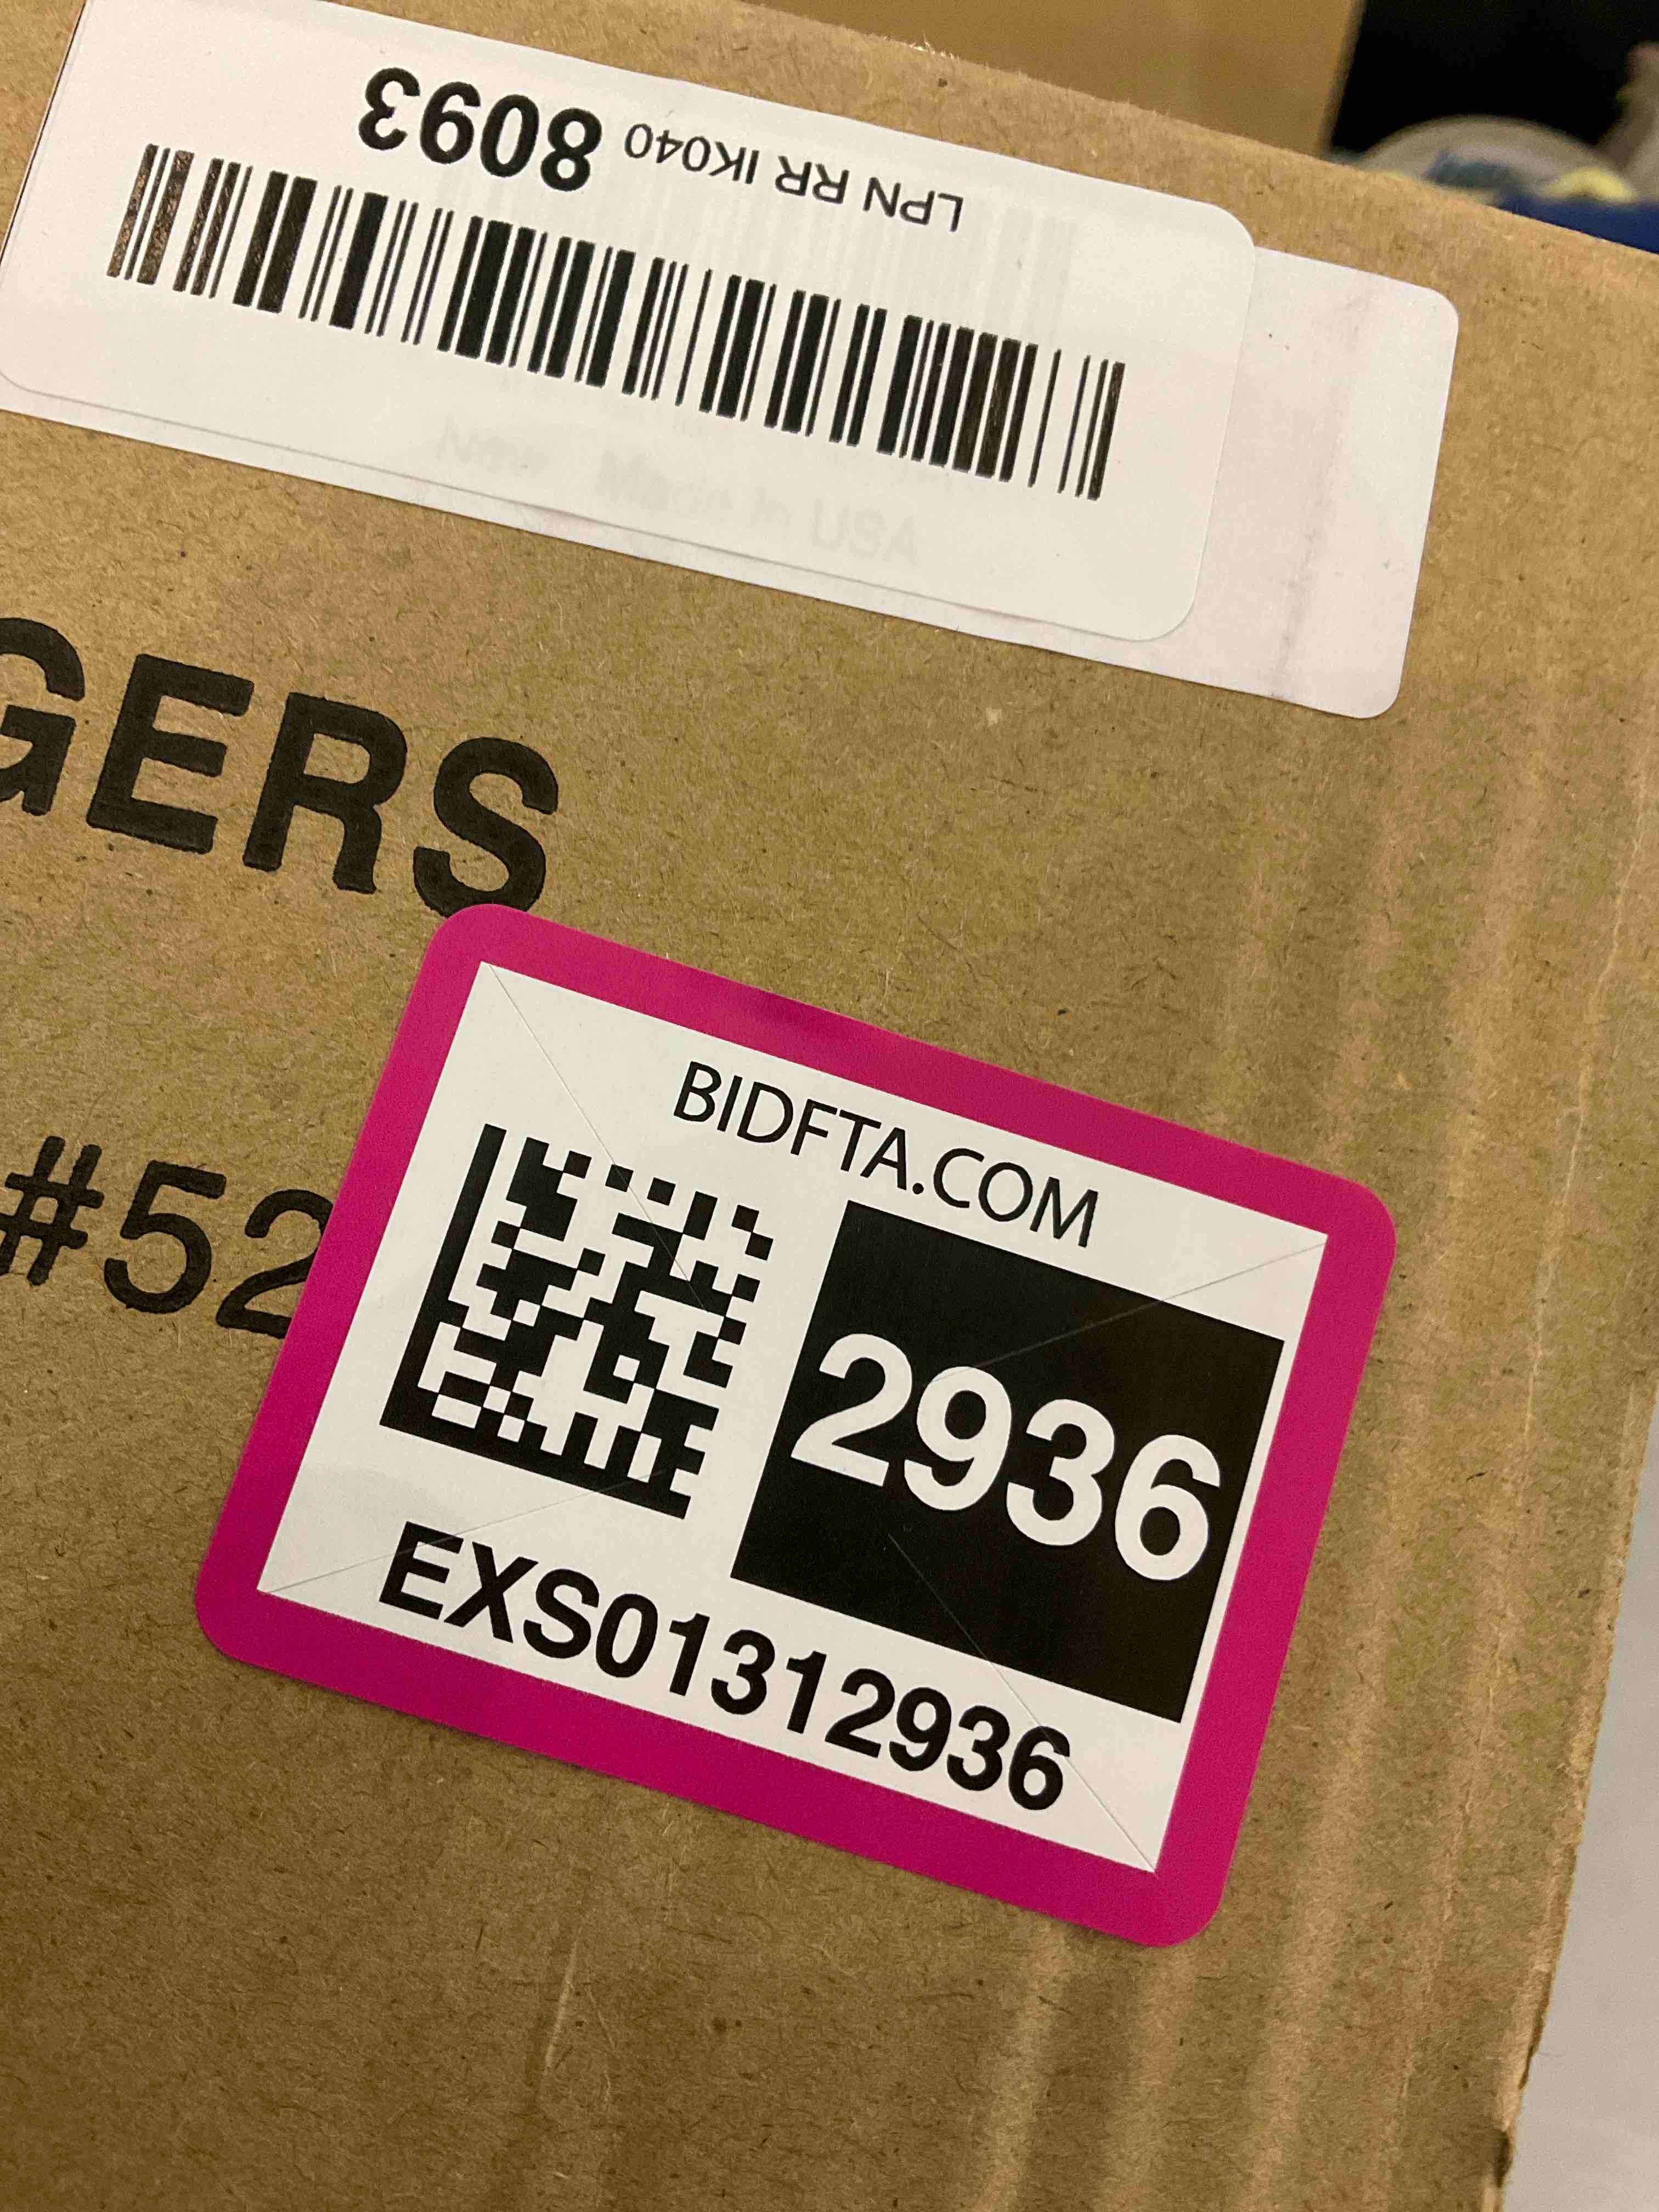 LPN RR IK040 8093
New Made in USA
GERS
#52
BIDFTA.COM
2936
EXS01312936